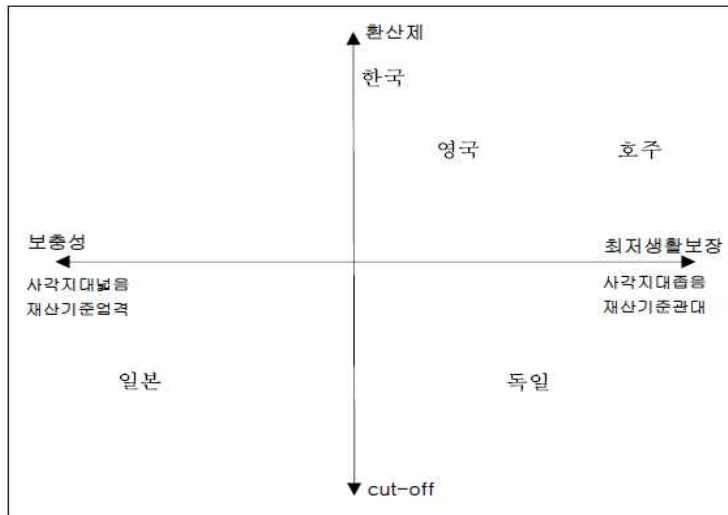 환산제
한국
영국
호주
보충성
최저생활보장
사각지대넓음
사각지대좁음
재산기준엄격
재산기준관대
일본
독일
cut-off